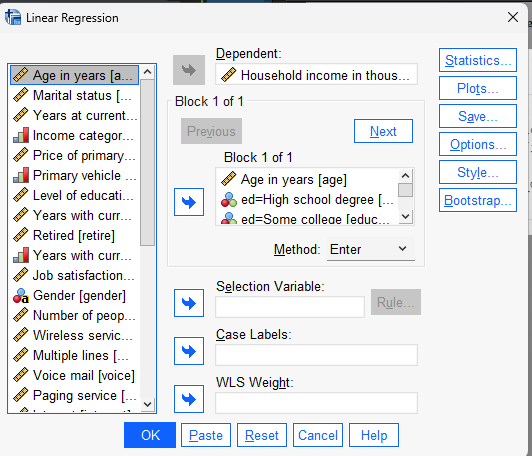 Linear Regression
Age in years [a...
Marital status [...
Years at current...
Income categor...
Price of primary...
Primary vehicle ...
Level of educati...
Years with curr...
Retired [retire]
Years with curr...
Job satisfaction...
Gender [gender]
Number of peop...
Wireless servic...
Multiple lines [...
Voice mail [voice]
Paging service [...
Dependent:
Household income in thous...
Block 1 of 1
Previous
Next
Block 1 of 1
Age in years [age]
ed=High school degree [...
ed=Some college [educ...
Method: Enter
Selection Variable:
Rule...
Case Labels:
WLS Weight:
Statistics...
Plots...
Save...
Options...
Style...
Bootstrap...
OK Paste Reset Cancel Help